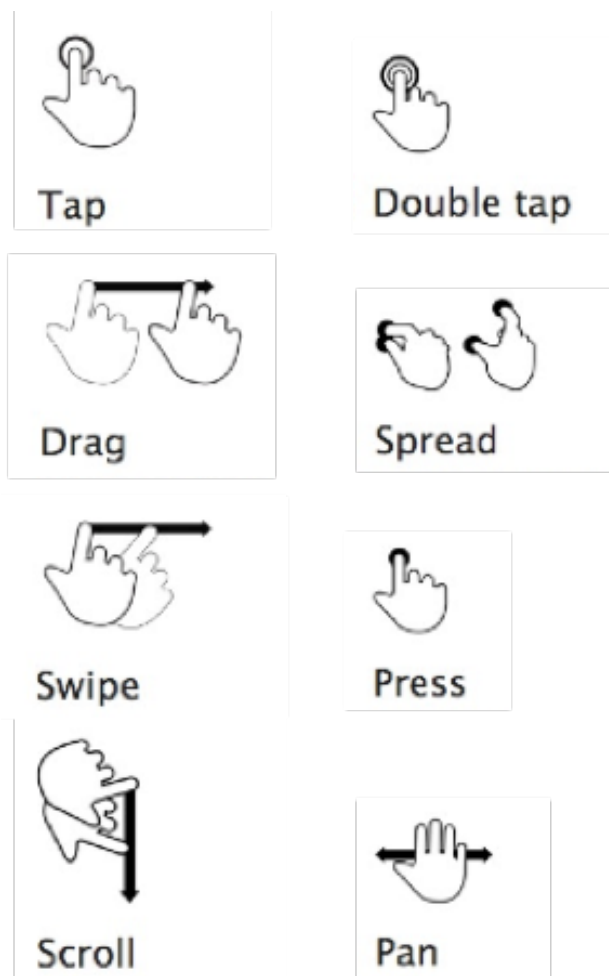 Tap
Double tap
Drag
Spread
Swipe
Press
Scroll
Pan